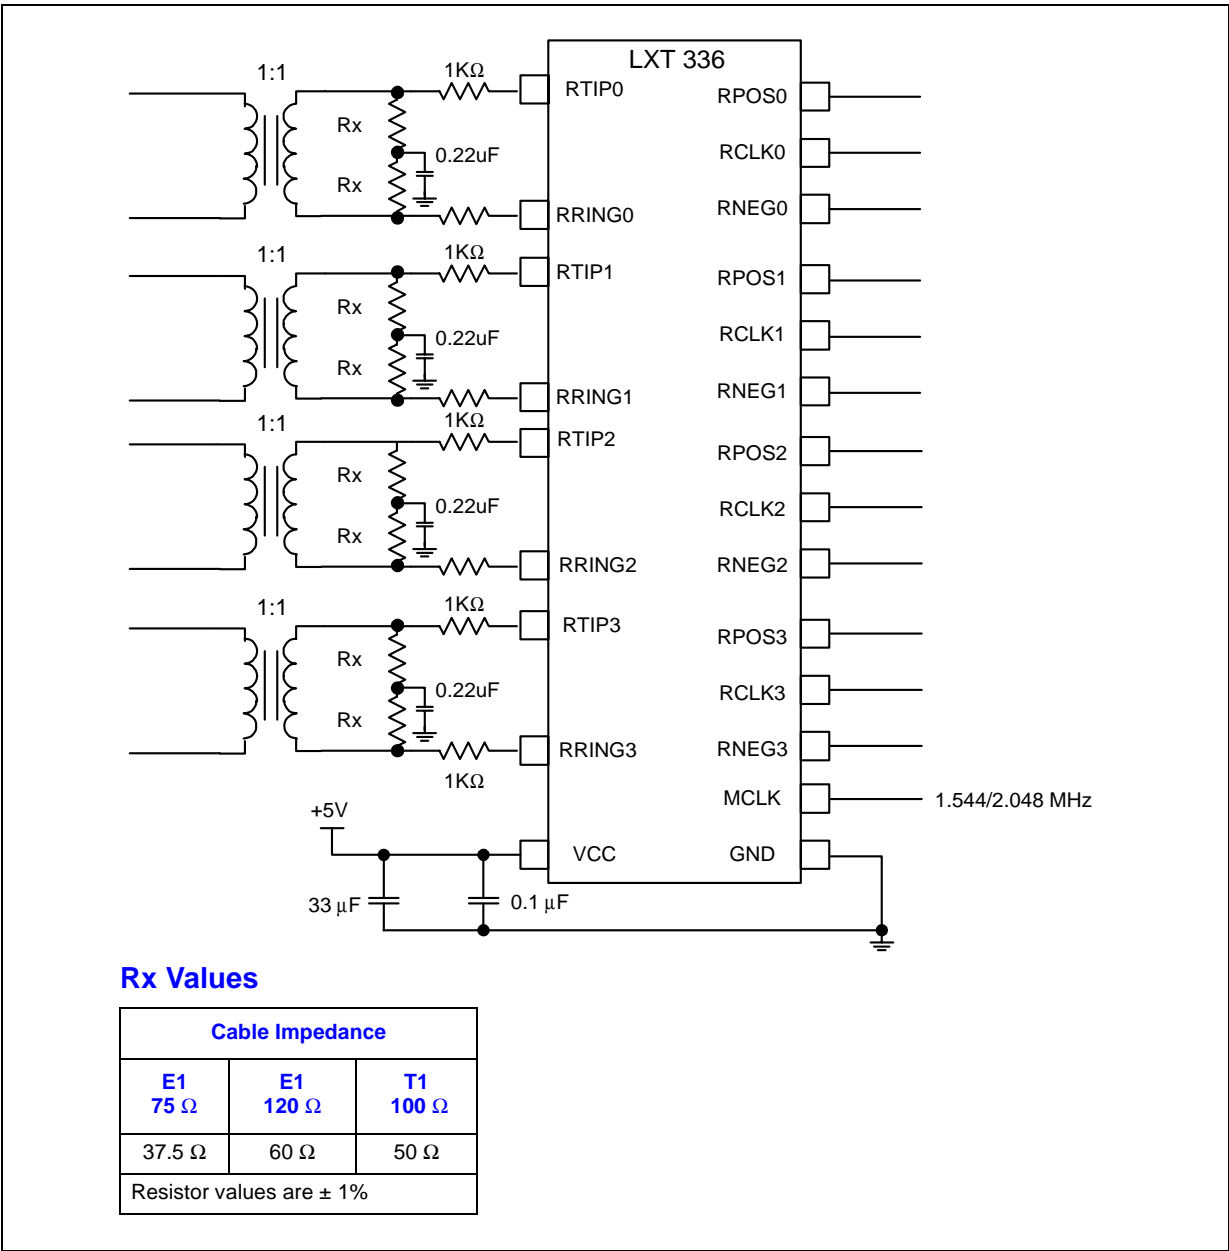 LXT 336
1:1
1KΩ
RTIP0
RPOS0
Rx
0.22uF
RCLK0
Rx
RRING0
RNEG0
1:1
1KΩ
RTIP1
RPOS1
Rx
0.22uF
RCLK1
Rx
RRING1
RNEG1
1:1
1KΩ
RTIP2
RPOS2
Rx
0.22uF
RCLK2
Rx
RRING2
RNEG2
1:1
1KΩ
RTIP3
RPOS3
Rx
0.22uF
RCLK3
Rx
RRING3
RNEG3
1KΩ
MCLK
1.544/2.048 MHz
+5V
VCC
GND
33 µF
0.1 µF
Rx Values
Cable Impedance
E1
75 Ω
E1
120 Ω
T1
100 Ω
37.5 Ω
60 Ω
50 Ω
Resistor values are ± 1%